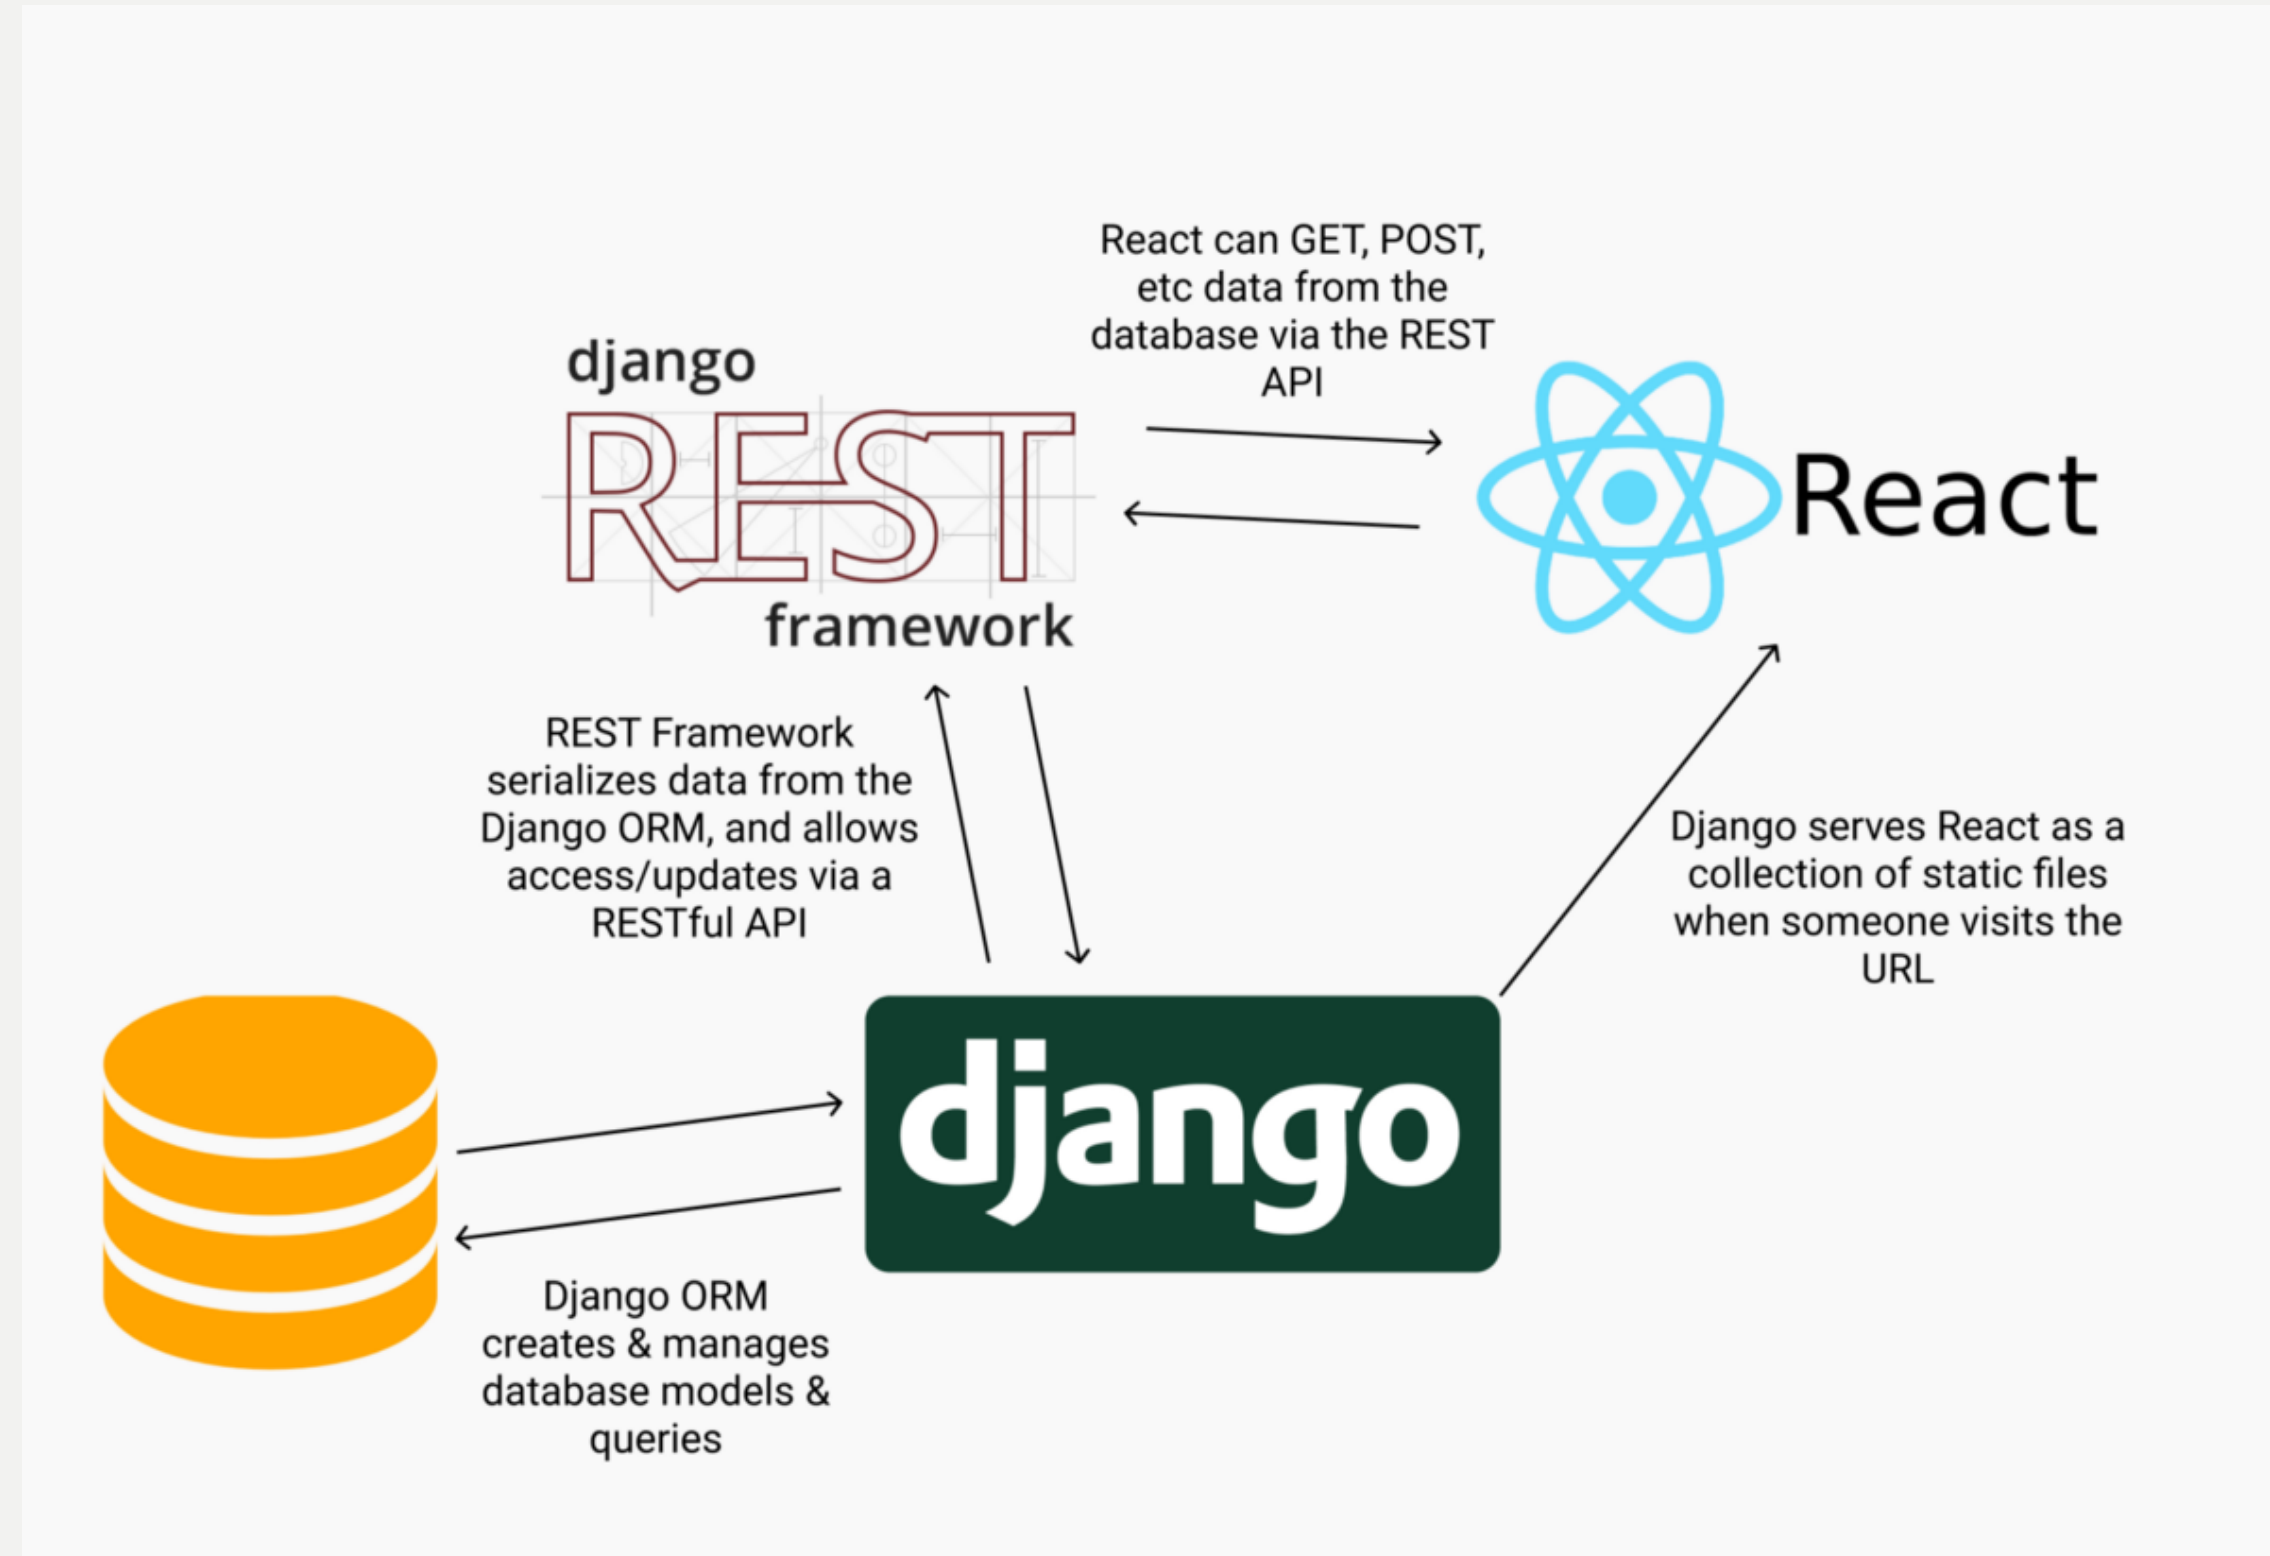 React can GET, POST,
etc data from the
database via the REST
API
django
REST
framework
React
REST Framework
serializes data from the
Django ORM, and allows
access/updates via a
RESTful API
Django serves React as a
collection of static files
when someone visits the
URL
django
Django ORM
creates & manages
database models &
queries